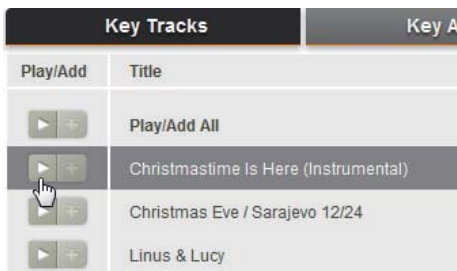 Key Tracks Key A
Play/Add Title
Play/Add All
Christmastime Is Here (Instrumental)
Christmas Eve / Sarajevo 12/24
Linus & Lucy